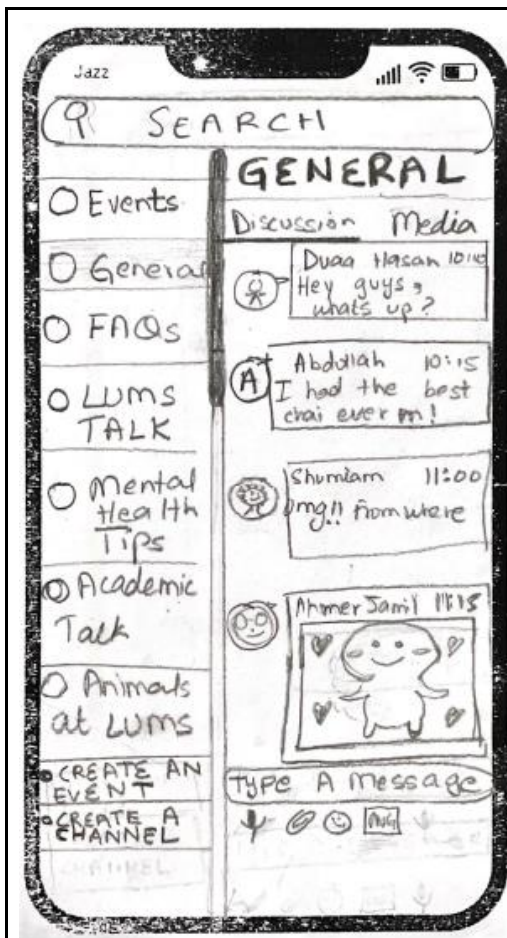 Jazz
SEARCH
Events
General
FAQs
LUMS
TALK
Mental
Health
Tips
Academic
Talk
Animals
at LUMS
CREATE AN
EVENT
CREATE A
CHANNEL
GENERAL
Discussion Media
Duaa Hasan 10:10
Hey guys,
whats up?
A
Abdullah 10:15
I had the best
chai ever !
11:00
omg!! from where
Ahmer Jamil 11:15
Type A message
CHANNEL